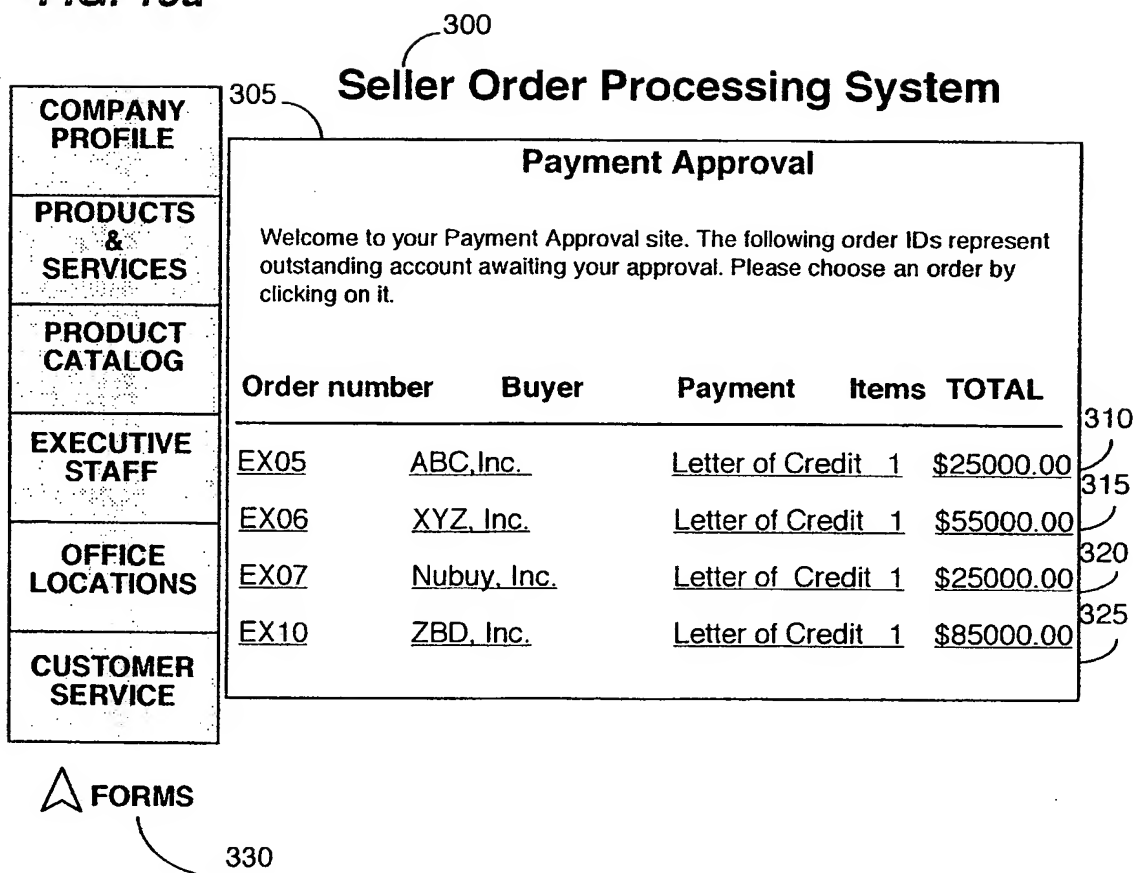 300
Seller Order Processing System
305
COMPANY
PROFILE
PRODUCTS
&
SERVICES
PRODUCT
CATALOG
EXECUTIVE
STAFF
OFFICE
LOCATIONS
CUSTOMER
SERVICE
Payment Approval
Welcome to your Payment Approval site. The following order IDs represent
outstanding account awaiting your approval. Please choose an order by
clicking on it.
Order number Buyer Payment Items TOTAL
310
EX05 ABC,Inc. Letter of Credit 1 $25000.00
315
EX06 XYZ, Inc. Letter of Credit 1 $55000.00
320
EX07 Nubuy, Inc. Letter of Credit 1 $25000.00
325
EX10 ZBD, Inc. Letter of Credit 1 $85000.00
FORMS
330